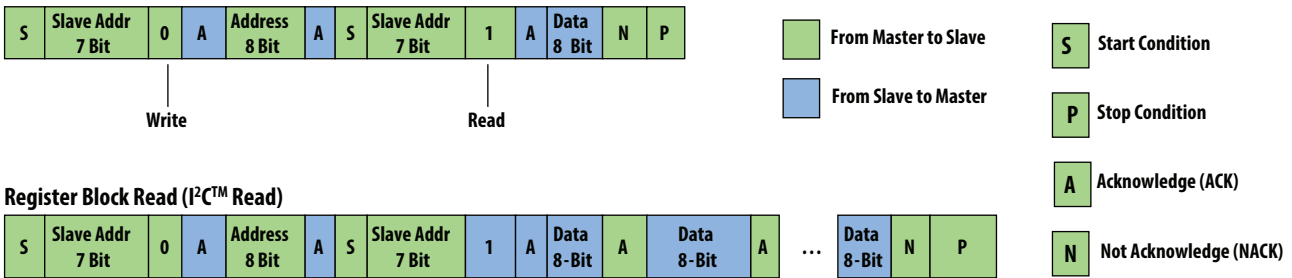 S Slave Addr 7 Bit 0 A Address 8 Bit A S Slave Addr 7 Bit 1 A Data 8 Bit N P
Write Read
From Master to Slave
From Slave to Master
S Start Condition
P Stop Condition
A Acknowledge (ACK)
N Not Acknowledge (NACK)
Register Block Read (I²C™ Read)
S Slave Addr 7 Bit 0 A Address 8 Bit A S Slave Addr 7 Bit 1 A Data 8-Bit A Data 8-Bit A ... Data 8-Bit N P